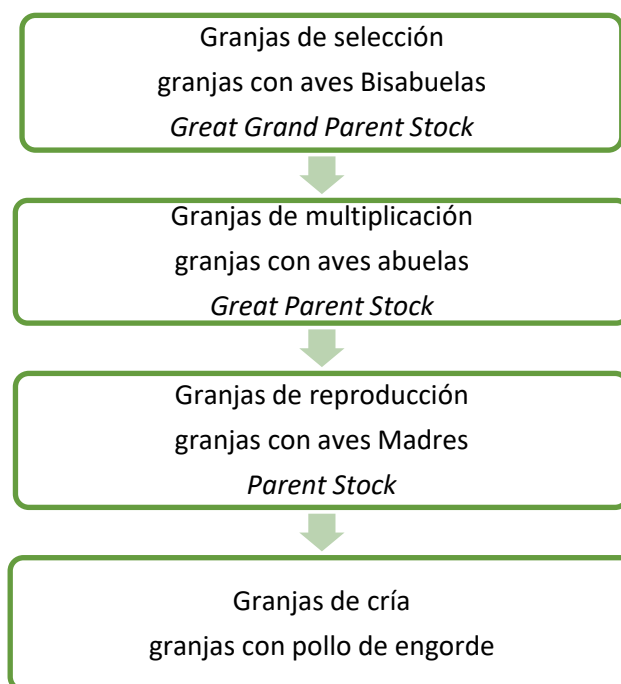 Granjas de selección
granjas con aves Bisabuelas
Great Grand Parent Stock
Granjas de multiplicación
granjas con aves abuelas
Great Parent Stock
Granjas de reproducción
granjas con aves Madres
Parent Stock
Granjas de cría
granjas con pollo de engorde